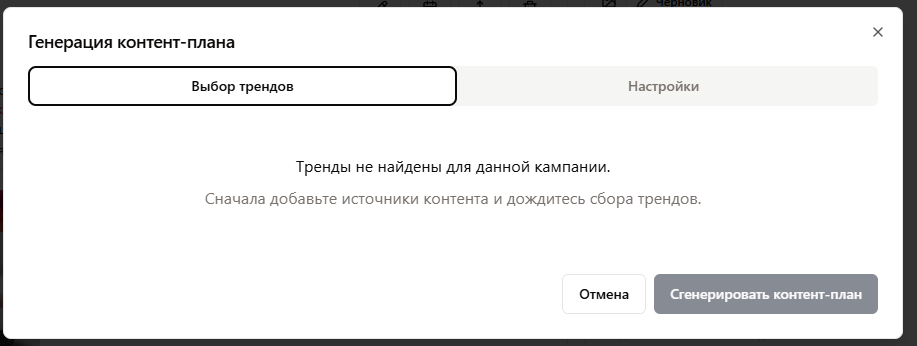 Черновик
Генерация контент-плана
Выбор трендов
Настройки
Тренды не найдены для данной кампании.
Сначала добавьте источники контента и дождитесь сбора трендов.
Отмена
Сгенерировать контент-план